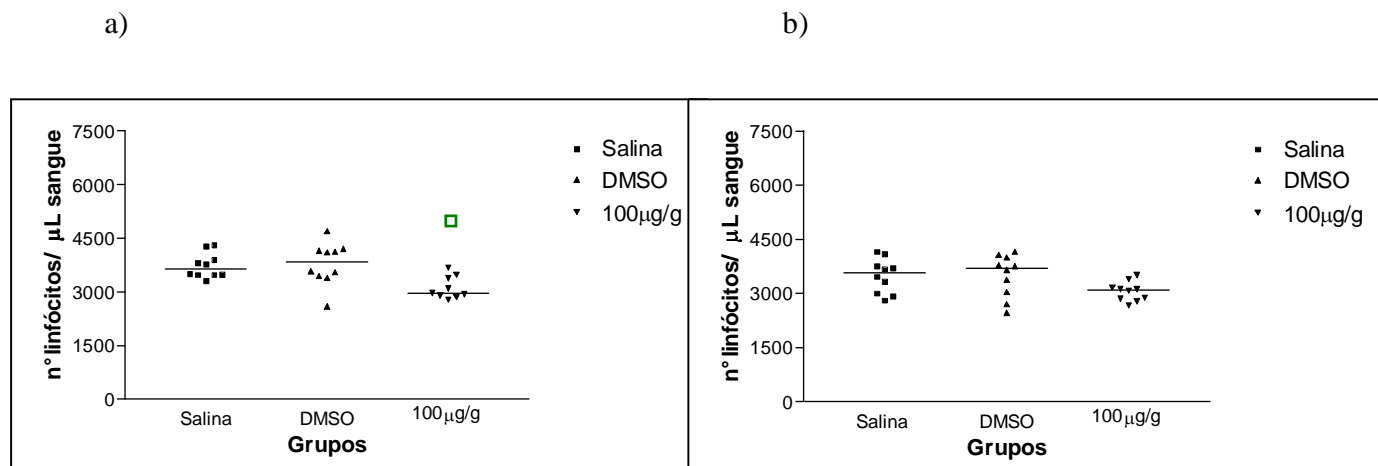 a)
b)
n° linfócitos/ μL sangue
7500
6000
4500
3000
1500
0
Salina
DMSO
100μg/g
Grupos
Salina
DMSO
100μg/g
n° linfócitos/ μL sangue
7500
6000
4500
3000
1500
0
Salina
DMSO
100μg/g
Grupos
Salina
DMSO
100μg/g